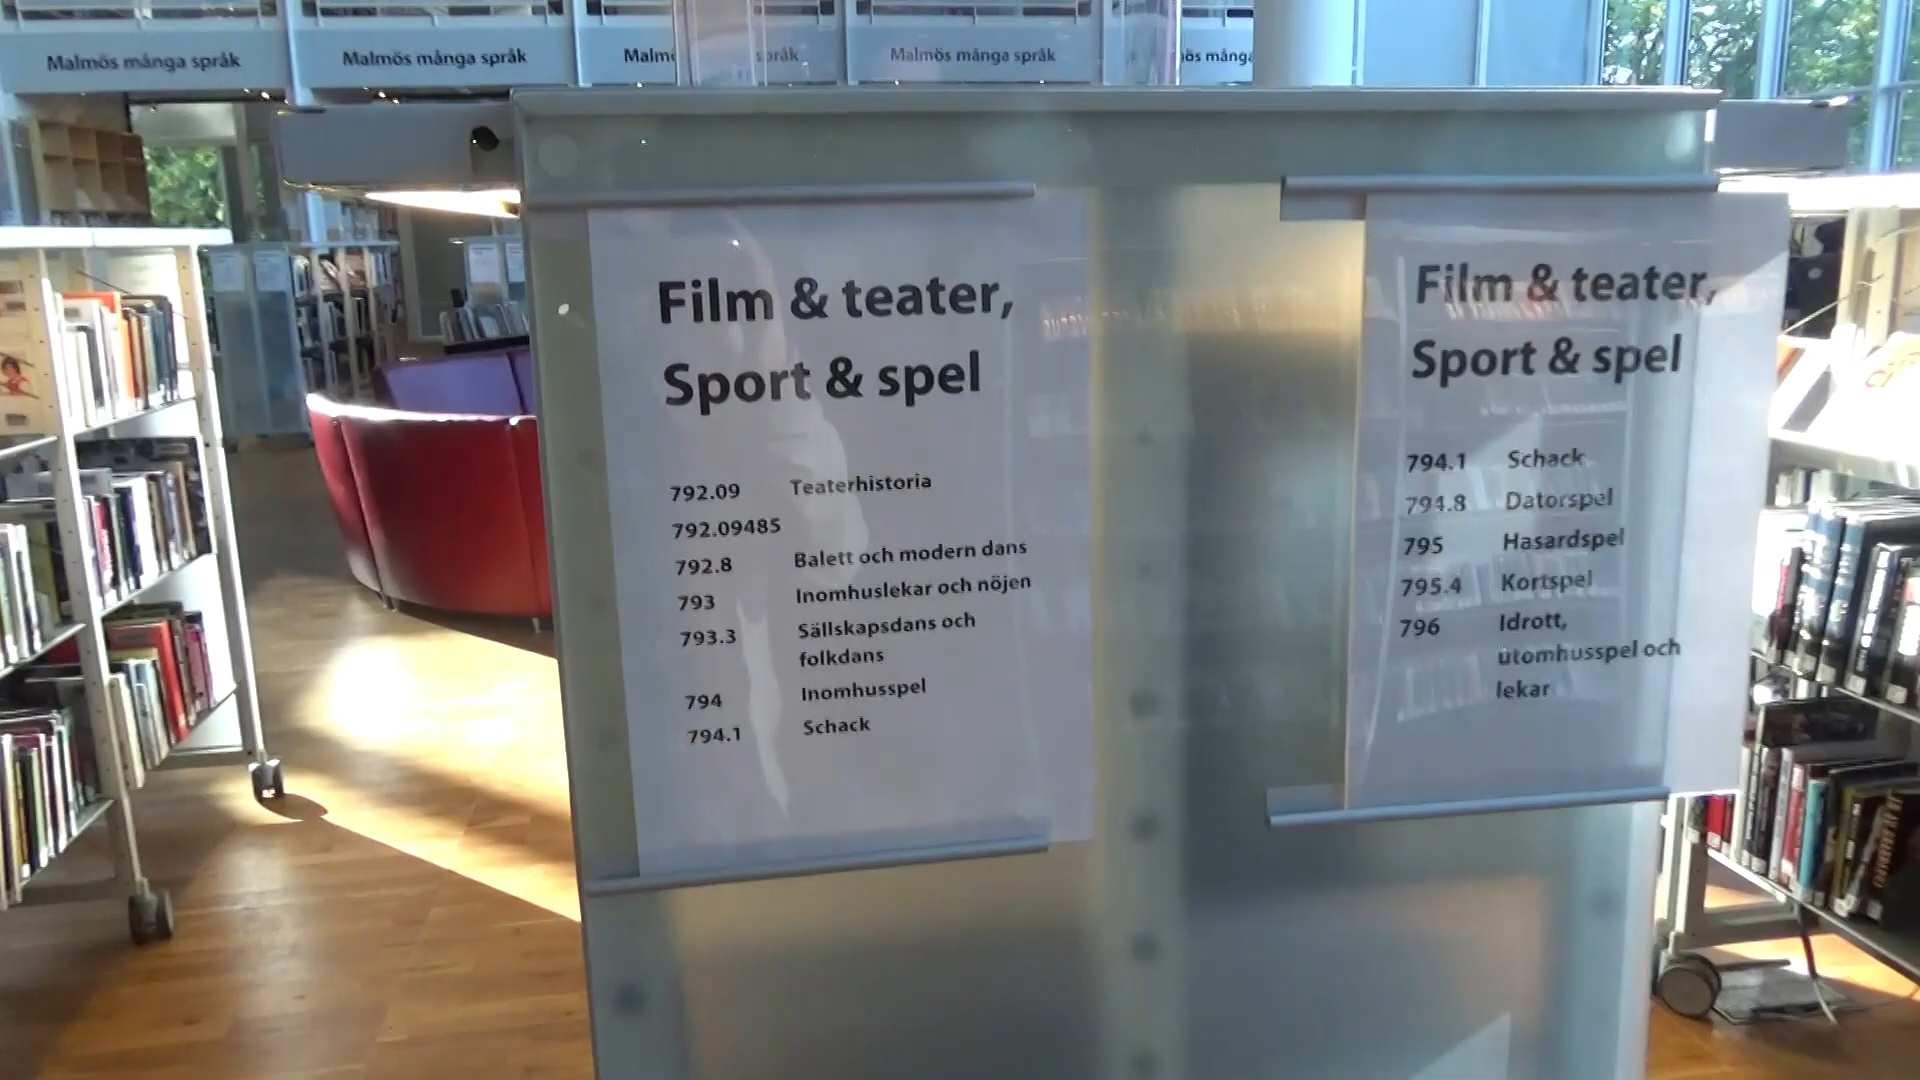 Malmös många språk
Malmös många språk
Malmös
språk
Malmös många språk
många
Film & teater,
Sport & spel
792.09 Teaterhistoria
792.09485
792.8 Balett och modern dans
793 Inomhuslekar och nöjen
793.3 Sällskapsdans och
folkdans
794 Inomhusspel
794.1 Schack
Film & teater,
Sport & spel
794.1 Schack
794.8 Datorspel
795 Hasardspel
795.4 Kortspel
796 Idrott,
utomhusspel och
lekar